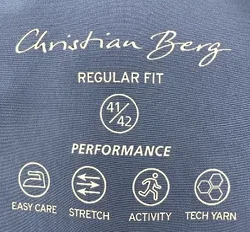 Christian Berg
REGULAR FIT
41/42
PERFORMANCE
EASY CARE STRETCH ACTIVITY TECH YARN